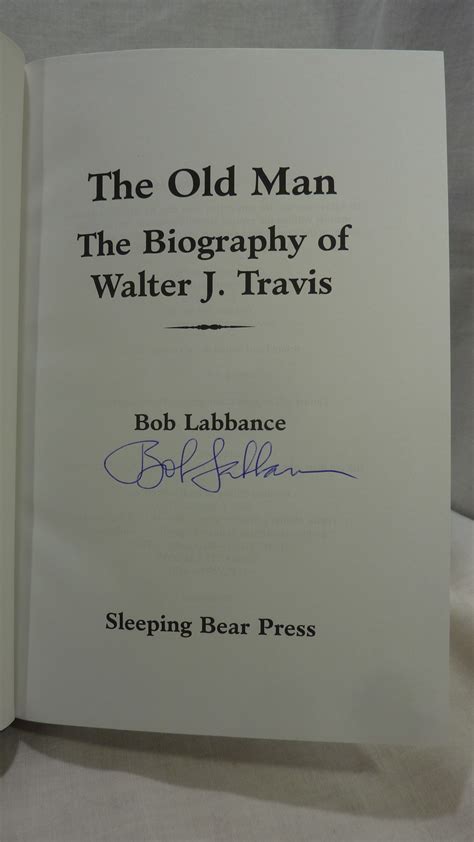 The Old Man
The Biography of
Walter J. Travis
Bob Labbance
Bob Labbance
Sleeping Bear Press